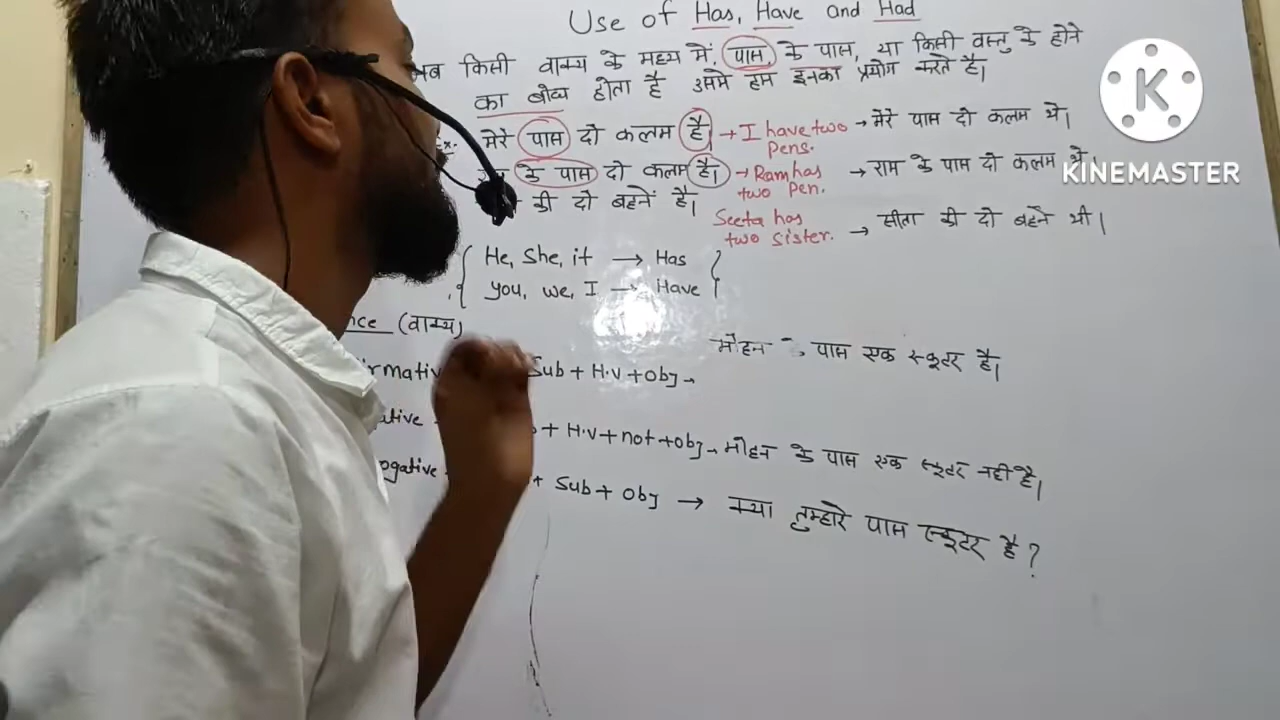 Use of Has, Have and Had
किसी वाक्य के मध्य में, पास के पास, या किसी वस्तु के होने
का बोध होता है उसमे हम इनका प्रयोग करते है।
Ex. मेरे पास दो कलम है। → I have two pens. → मेरे पास दो कलम थे।
के पास दो कलम है। → Ram has two pen. → राम के पास दो कलम थे।
की दो बहनें है। Seeta has two sister. → सीता की दो बहने थी।
He, She, it → Has
You, we, I → Have
(वाक्य)
Sub + H.V + Obj → मोहन पास एक स्कूटर है।
+ H.V + not + Obj → मोहन के पास एक स्कूटर नही है।
+ Sub + Obj → क्या तुम्हारे पास स्कूटर है?
K
KINEMASTER